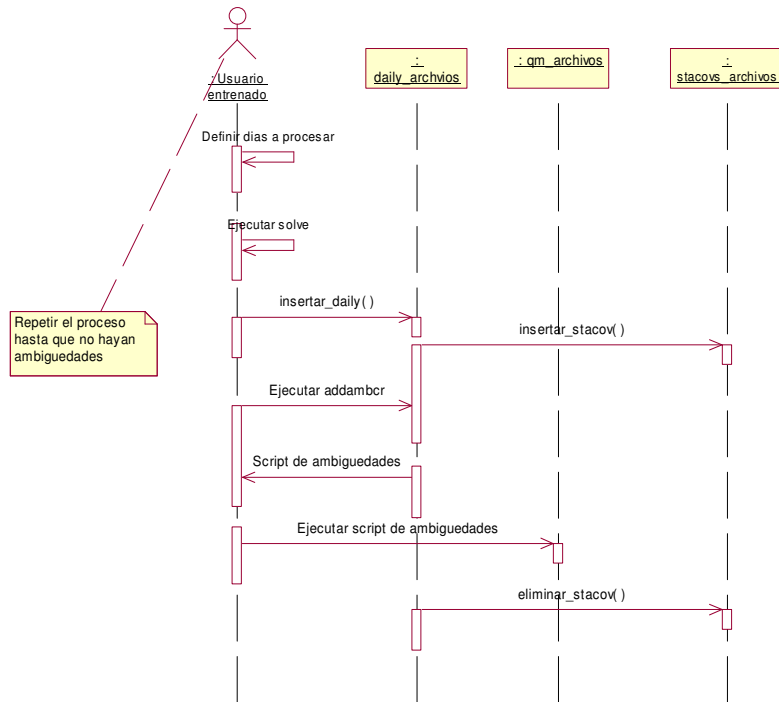 : Usuario
entrenado
:
daily_archvios
: qm_archivos
:
stacovs_archivos
Definir dias a procesar
Ejecutar solve
insertar_daily( )
Repetir el proceso
hasta que no hayan
ambiguedades
insertar_stacov( )
Ejecutar addambcr
Script de ambiguedades
Ejecutar script de ambiguedades
eliminar_stacov( )